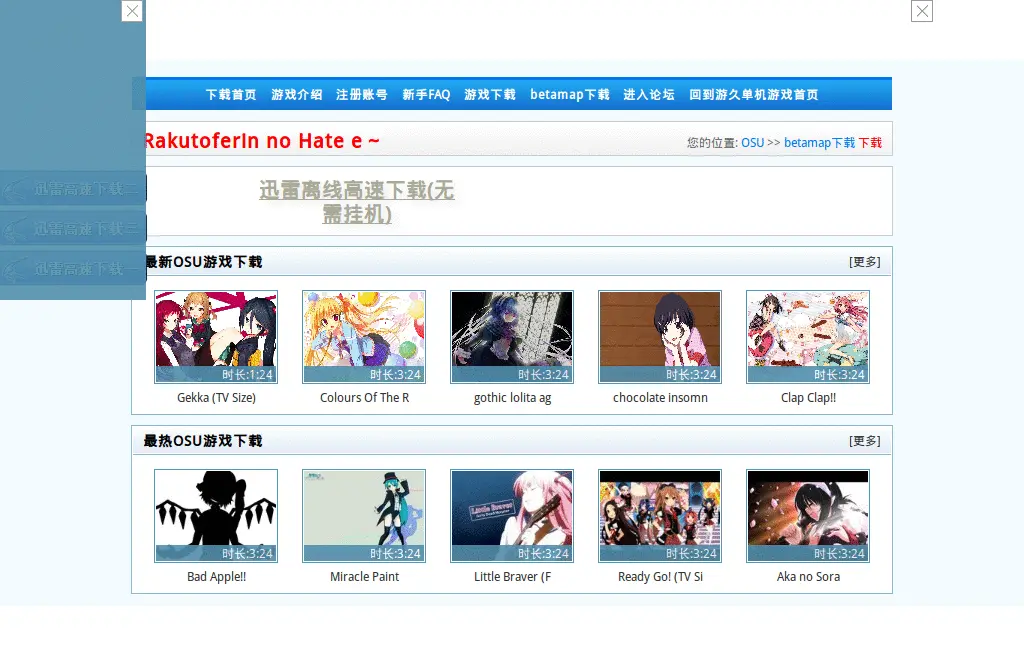 下载首页 游戏介绍 注册账号 新手FAQ 游戏下载 betamap下载 进入论坛 回到游久单机游戏首页
RakutoferIn no Hate e ~
您的位置: OSU >> betamap下载 下载
迅雷高速下载二
迅雷高速下载三
迅雷高速下载一
迅雷离线高速下载(无
需挂机)
最新OSU游戏下载 [更多]
时长:1:24 时长:3:24 时长:3:24 时长:3:24 时长:3:24
Gekka (TV Size) Colours Of The R gothic lolita ag chocolate insomn Clap Clap!!
最热OSU游戏下载 [更多]
Little Braver
时长:3:24 时长:3:24 时长:3:24 时长:3:24 时长:3:24
Bad Apple!! Miracle Paint Little Braver (F Ready Go! (TV Si Aka no Sora